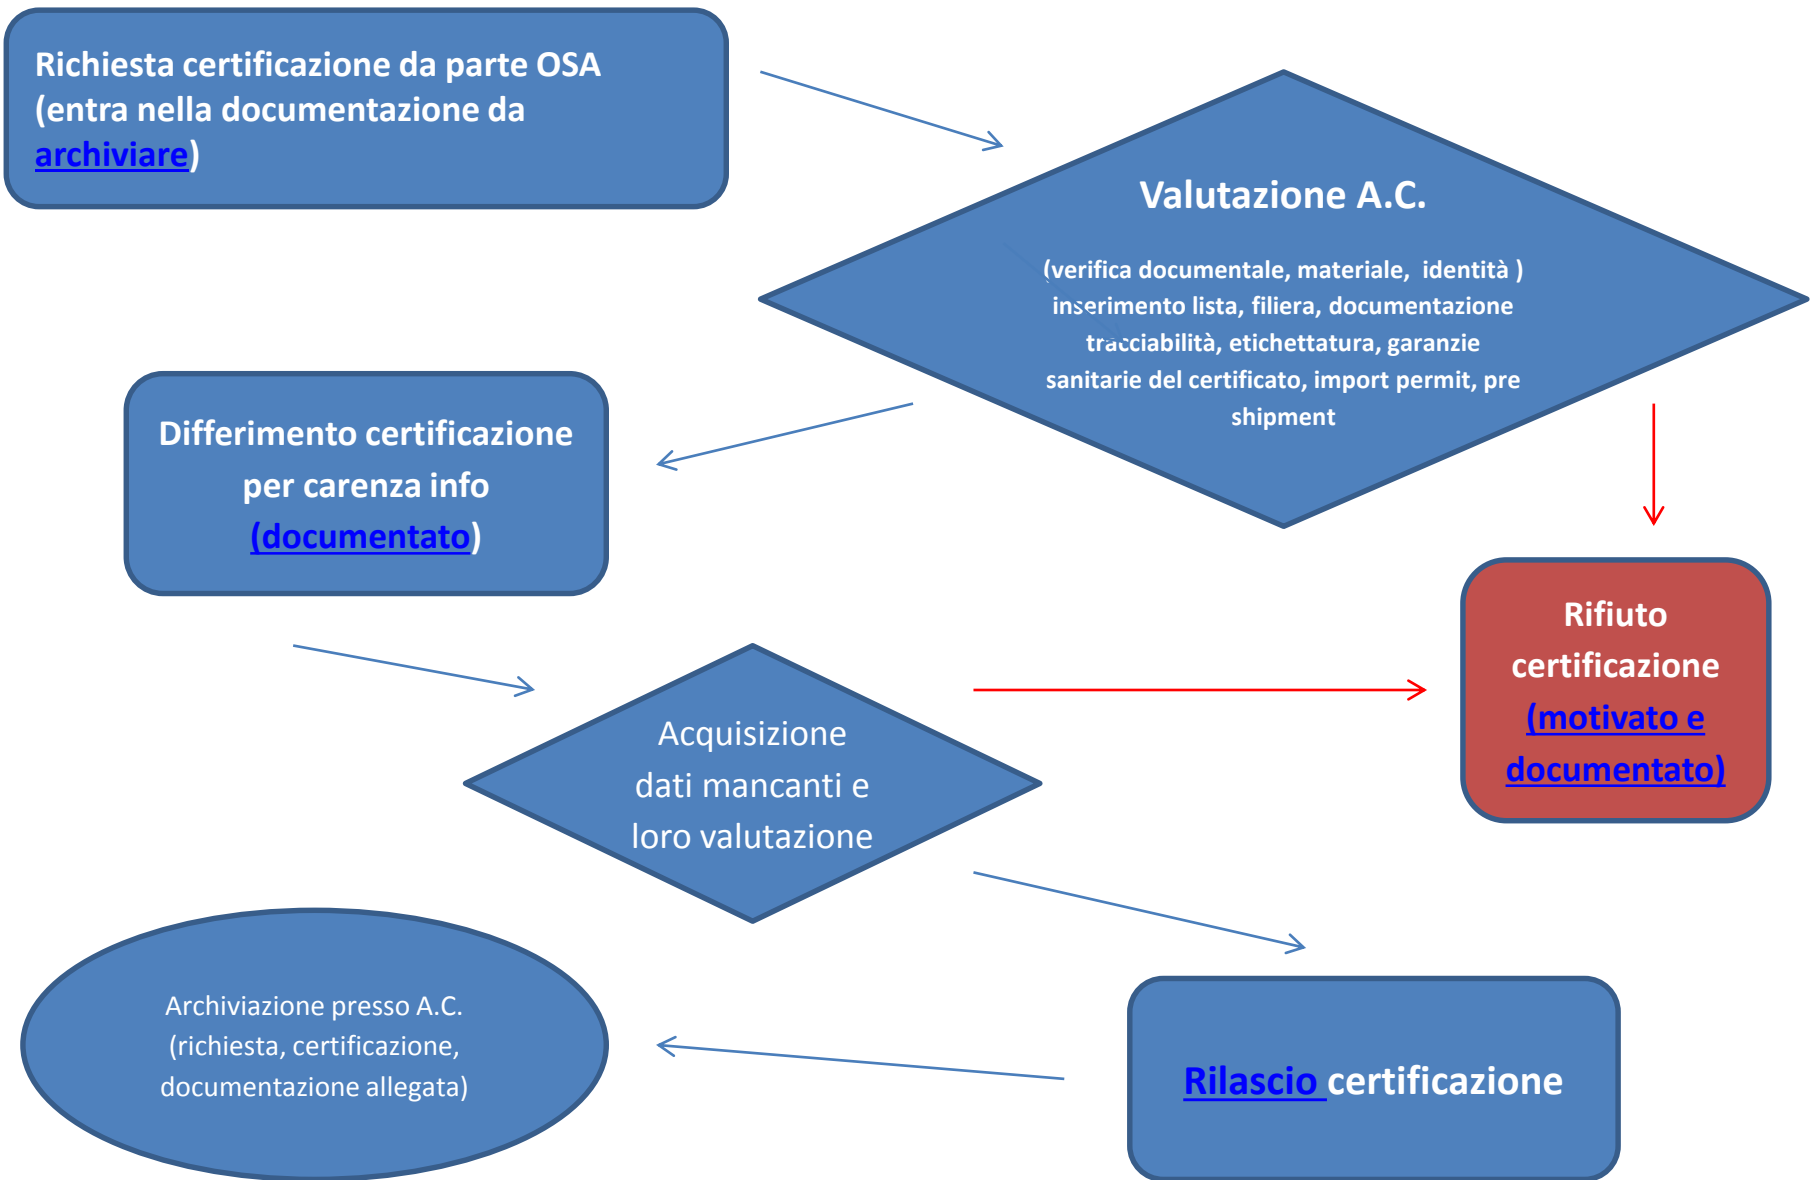 Richiesta certificazione da parte OSA
(entra nella documentazione da
archiviare)
Valutazione A.C.
(verifica documentale, materiale,  identità )
inserimento lista, filiera, documentazione
tracciabilità, etichettatura, garanzie
sanitarie del certificato, import permit, pre
shipment
Differimento certificazione
per carenza info
(documentato)
Rifiuto
certificazione
(motivato e
documentato)
Acquisizione
dati mancanti e
loro valutazione
Archiviazione presso A.C.
(richiesta, certificazione,
documentazione allegata)
Rilascio certificazione